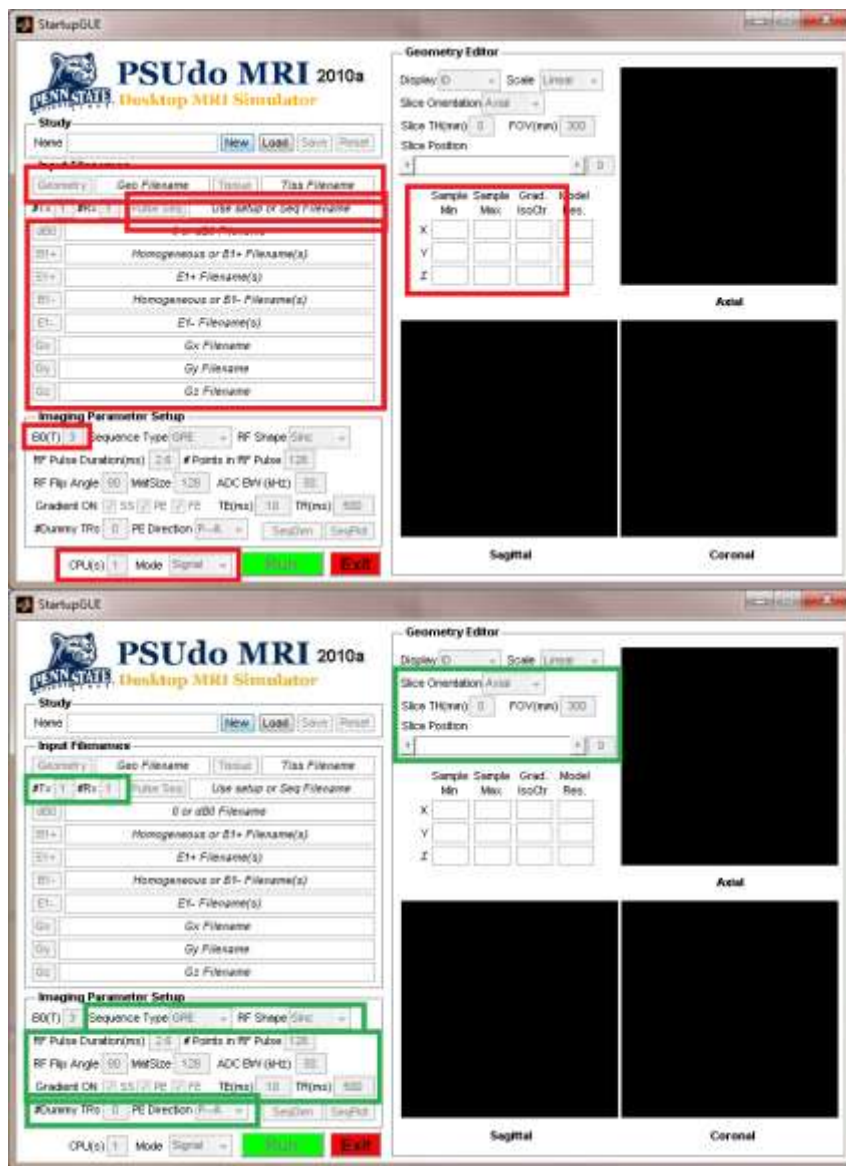 StartupGUI
PENN STATE
PSUdo MRI 2010a
Desktop MRI Simulator
Study
Name New Load Save Reset
Geometry Geo Filename Tissue Tiss Filename
#Tx 1 #Rx 1 Pulse Seq Use setup or Seq Filename
dB0 0 or dB0 Filename
B1+ Homogeneous or B1+ Filename(s)
E1+ E1+ Filename(s)
B1- Homogeneous or B1- Filename(s)
E1- E1- Filename(s)
Gx Gx Filename
Gy Gy Filename
Gz Gz Filename
Imaging Parameter Setup
B0(T) 3 Sequence Type GRE RF Shape Sinc
RF Pulse Duration(ms) 2.6 # Points in RF Pulse 128
RF Flip Angle 90 MatSize 128 ADC BW (kHz)
Gradient ON SS PE FE TE(ms) 10 TR(ms) 500
#Dummy TRs 0 PE Direction SeqGen SeqPlot
CPU(s) 1 Mode Signal Run Exit
Geometry Editor
Display ID Scale Linear
Slice Orientation Axial
Slice TH(mm) 0 FOV(mm) 300
Slice Position 0
Sample Sample Grad. Model
Min Max IsoCtr Res.
X
Y
Z
Axial
Sagittal Coronal
StartupGUI
PENN STATE
PSUdo MRI 2010a
Desktop MRI Simulator
Study
Name New Load Save Reset
Input Filenames
Geometry Geo Filename Tissue Tiss Filename
#Tx 1 #Rx 1 Pulse Seq Use setup or Seq Filename
dB0 0 or dB0 Filename
B1+ Homogeneous or B1+ Filename(s)
E1+ E1+ Filename(s)
B1- Homogeneous or B1- Filename(s)
E1- E1- Filename(s)
Gx Gx Filename
Gy Gy Filename
Gz Gz Filename
Imaging Parameter Setup
B0(T) 3 Sequence Type GRE RF Shape Sinc
RF Pulse Duration(ms) 2.6 # Points in RF Pulse 128
RF Flip Angle 90 MatSize 128 ADC BW (kHz)
Gradient ON SS PE FE TE(ms) 10 TR(ms) 500
#Dummy TRs 0 PE Direction SeqGen SeqPlot
CPU(s) 1 Mode Signal Run Exit
Geometry Editor
Display ID Scale Linear
Slice Orientation Axial
Slice TH(mm) 0 FOV(mm) 300
Slice Position 0
Sample Sample Grad. Model
Min Max IsoCtr Res.
X
Y
Z
Axial
Sagittal Coronal